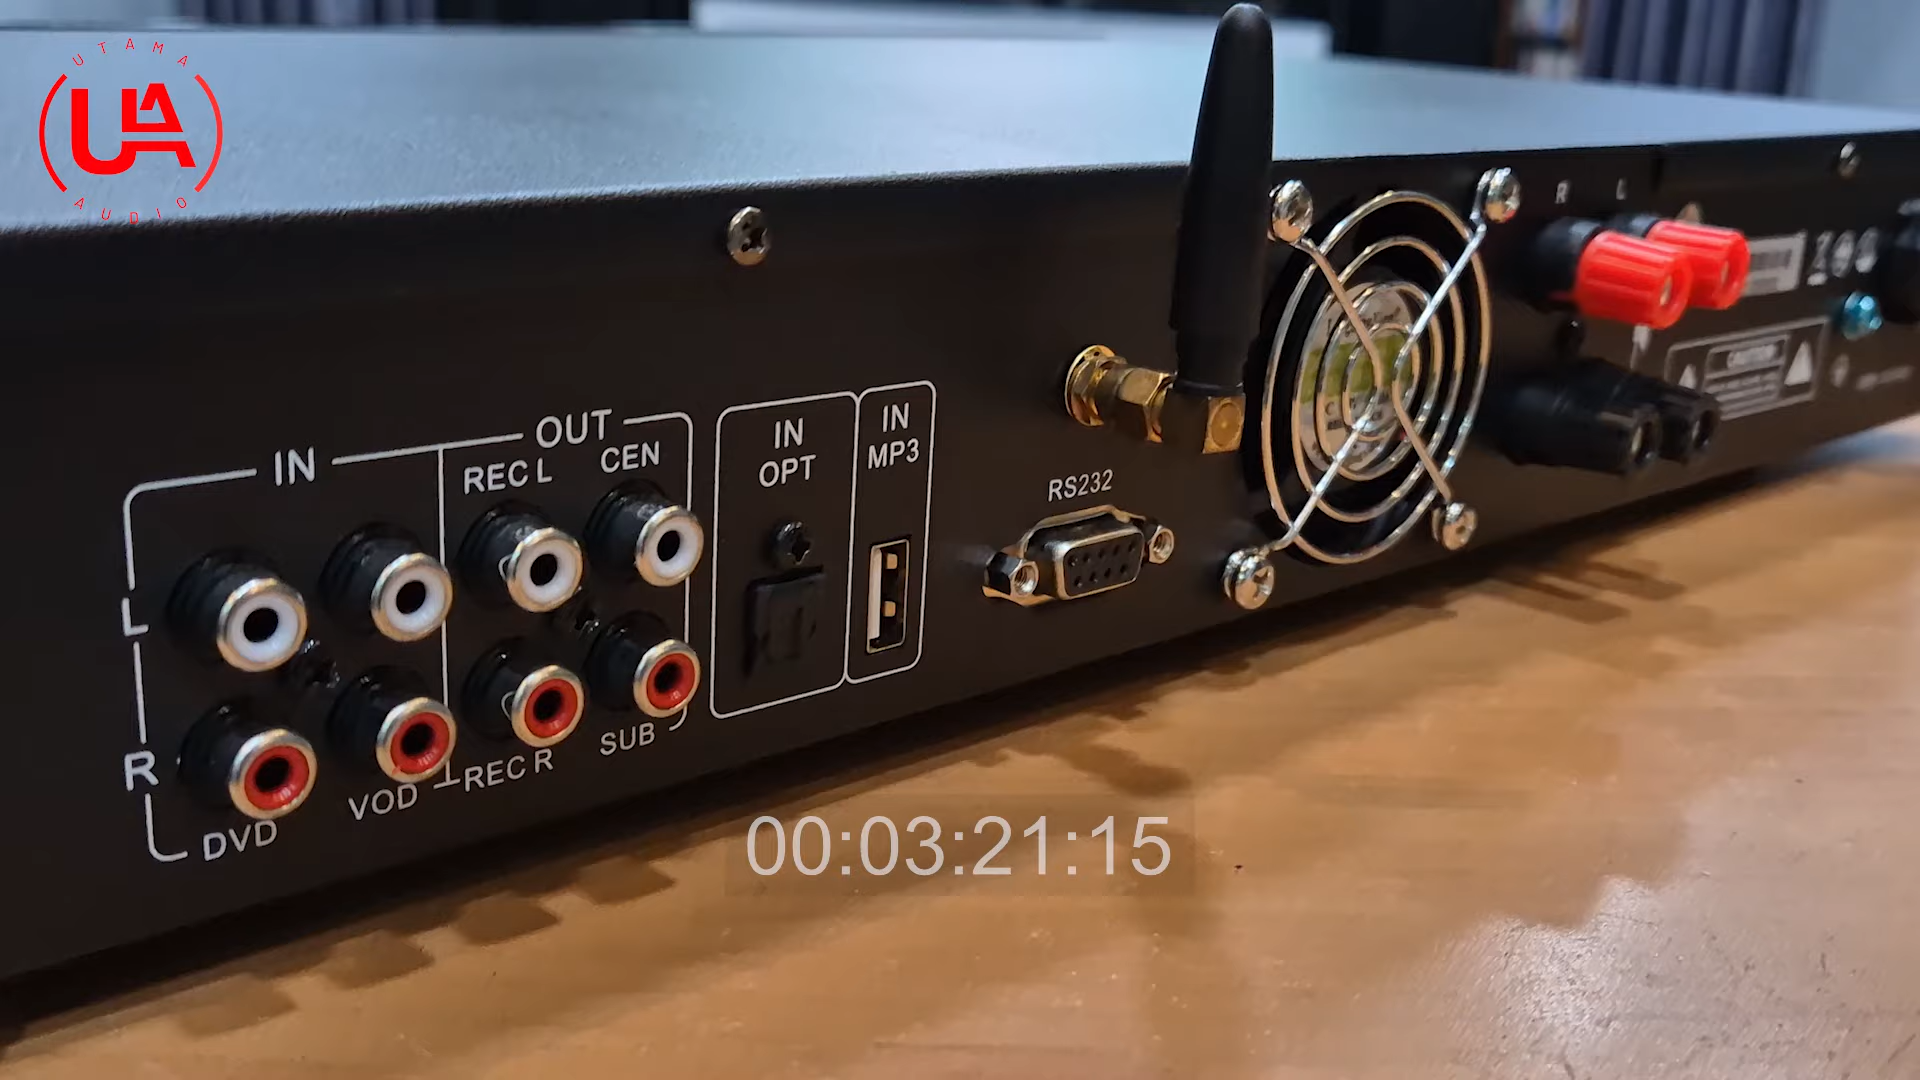 UTAMA
UA
AUDIO
R L
IN
OUT
REC L
CEN
IN
OPT
IN
MP3
RS232
L
R
DVD
VOD
REC R
SUB
CAUTION
00:03:21:15